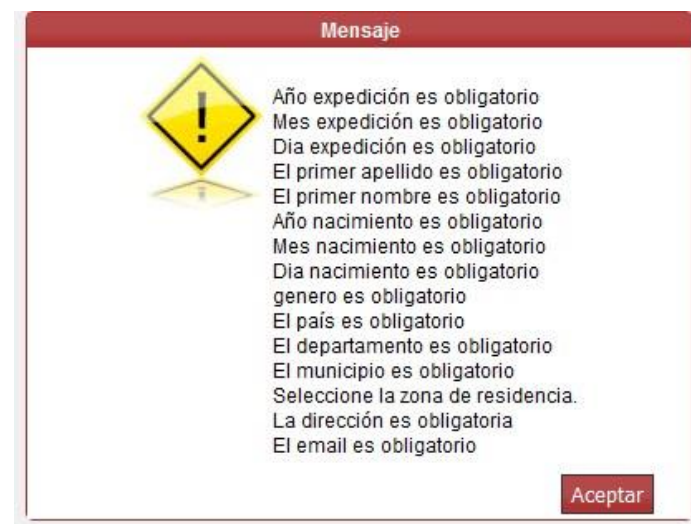 Mensaje
Año expedición es obligatorio
Mes expedición es obligatorio
Dia expedición es obligatorio
El primer apellido es obligatorio
El primer nombre es obligatorio
Año nacimiento es obligatorio
Mes nacimiento es obligatorio
Dia nacimiento es obligatorio
genero es obligatorio
El país es obligatorio
El departamento es obligatorio
El municipio es obligatorio
Seleccione la zona de residencia.
La dirección es obligatoria
El email es obligatorio
Aceptar